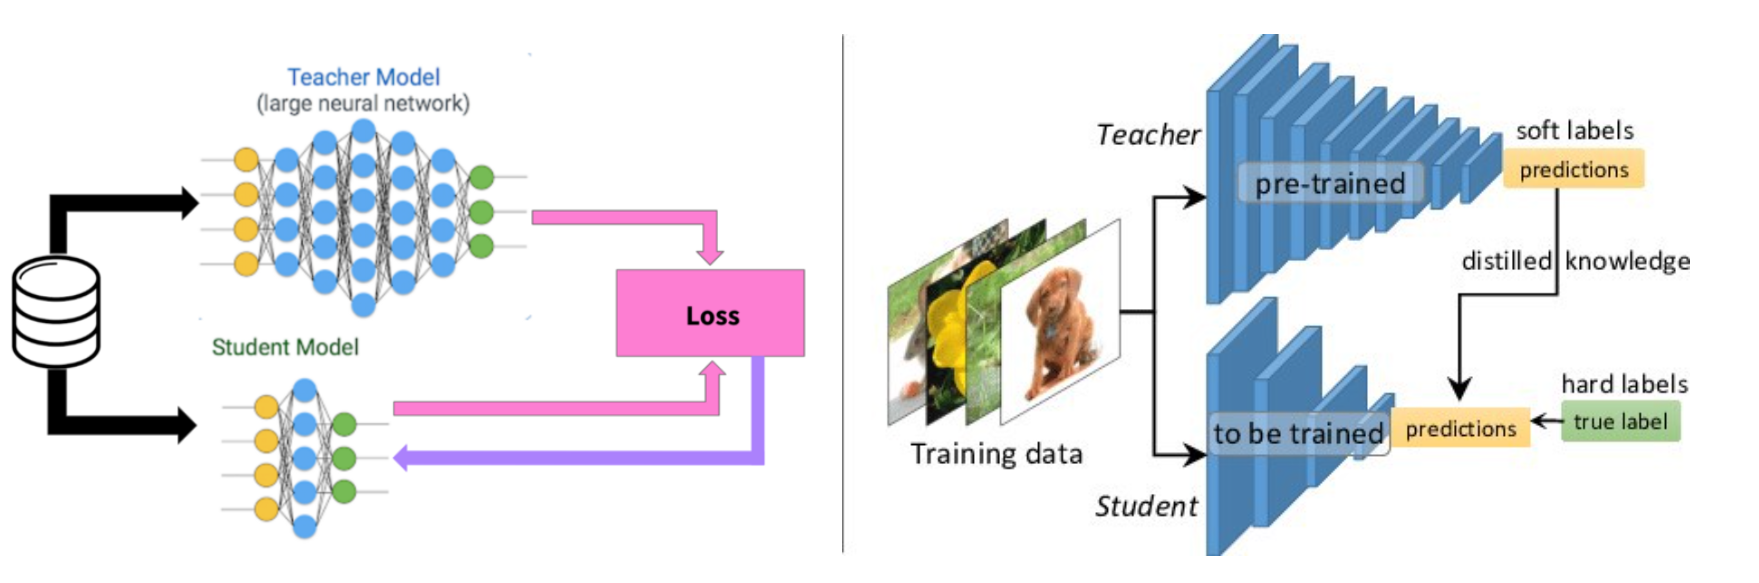 Teacher Model
(large neural network)
Loss
Student Model
Teacher
pre-trained
soft labels
predictions
distilled knowledge
Training data
to be trained
predictions
hard labels
true label
Student